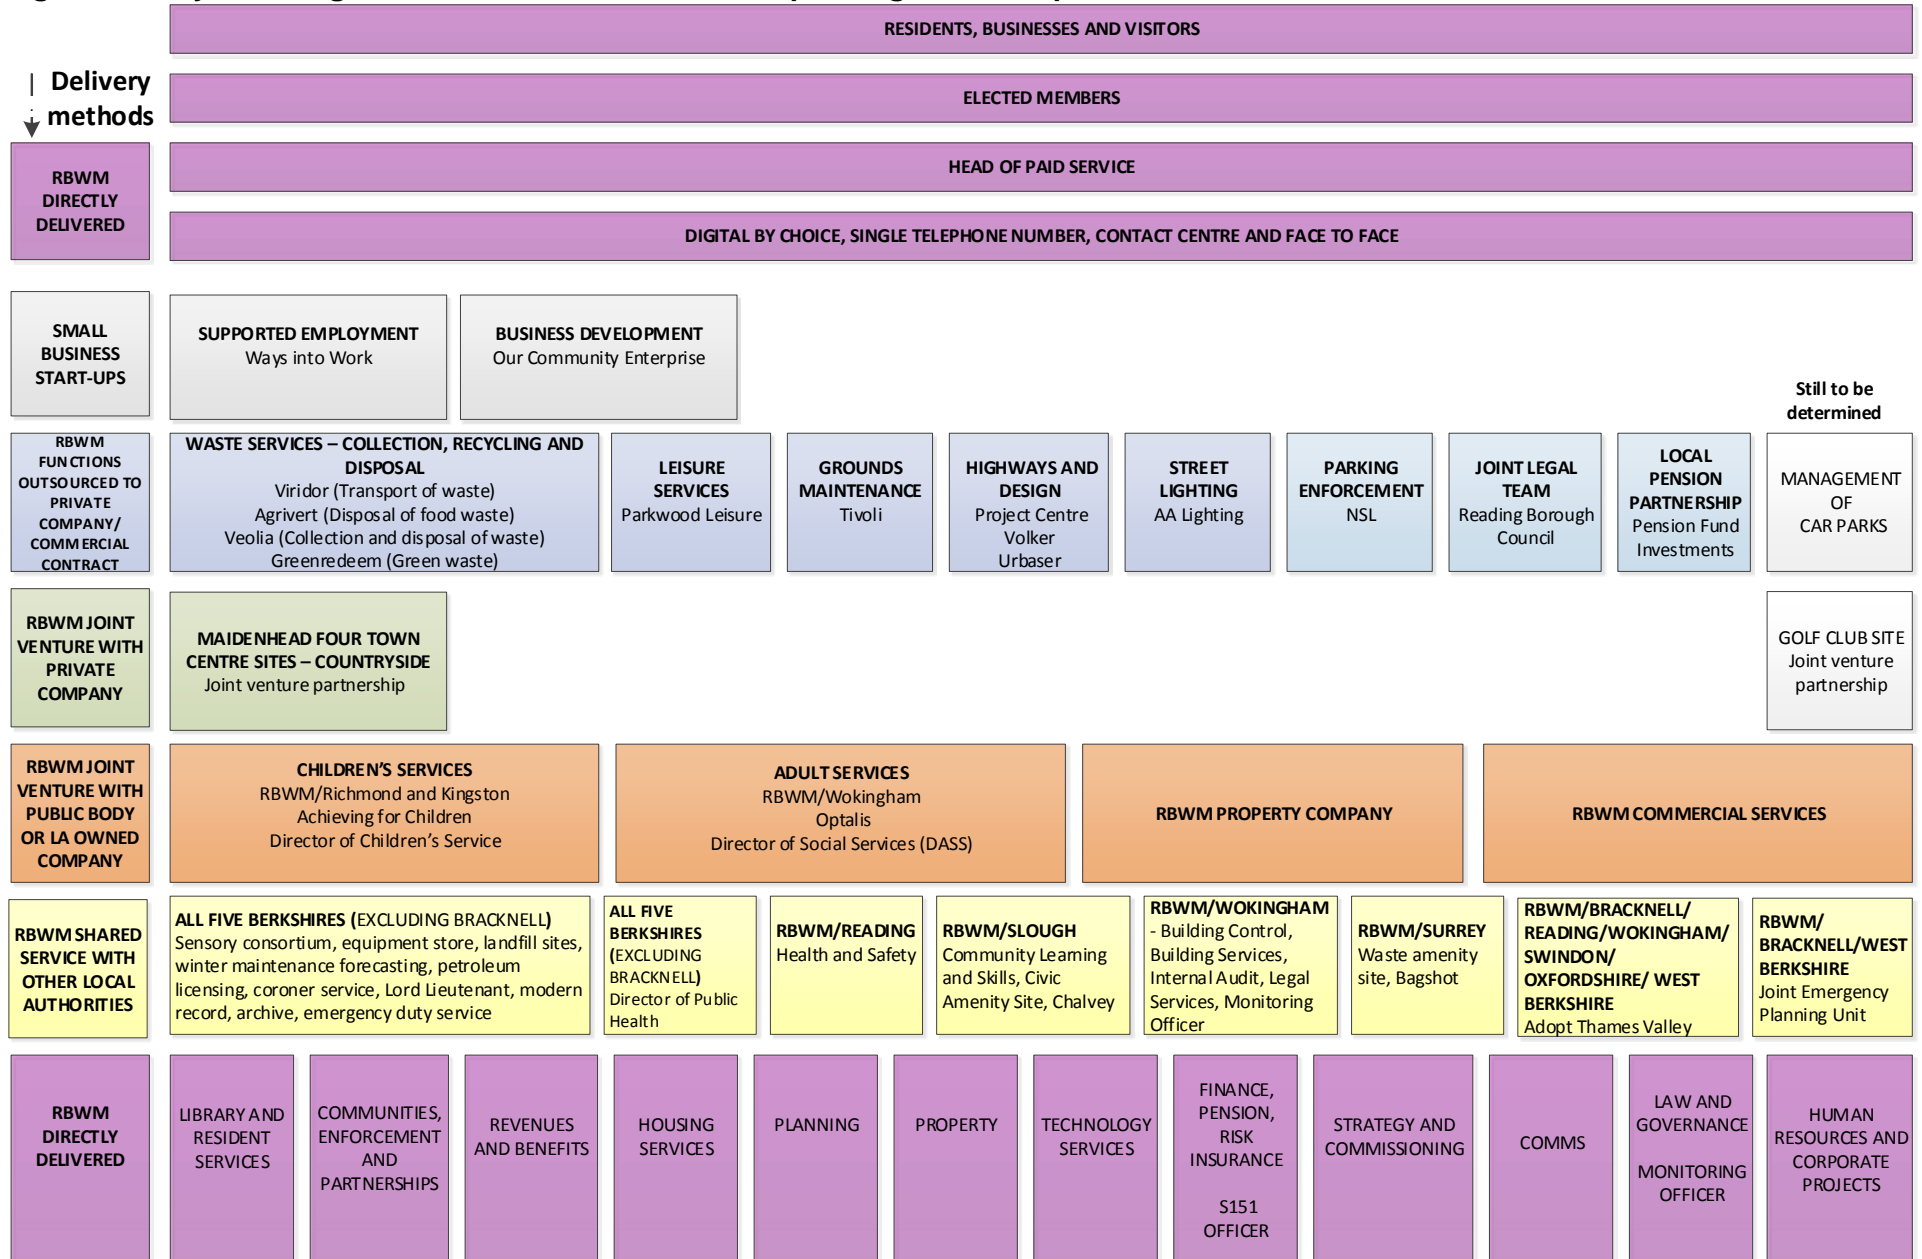 RESIDENTS, BUSINESSES AND VISITORS
Delivery
methods
ELECTED MEMBERS
HEAD OF PAID SERVICE
RBWM
DIRECTLY
DELIVERED
DIGITAL BY CHOICE, SINGLE TELEPHONE NUMBER, CONTACT CENTRE AND FACE TO FACE
SMALL
BUSINESS
START-UPS
SUPPORTED EMPLOYMENT
Ways into Work
BUSINESS DEVELOPMENT
Our Community Enterprise
Still to be
determined
RBWM
FUNCTIONS
OUTSOURCED TO
PRIVATE
COMPANY/
COMMERCIAL
CONTRACT
WASTE SERVICES – COLLECTION, RECYCLING AND
DISPOSAL
Viridor (Transport of waste)
Agrivert (Disposal of food waste)
Veolia (Collection and disposal of waste)
Greenredeem (Green waste)
LEISURE
SERVICES
Parkwood Leisure
GROUNDS
MAINTENANCE
Tivoli
HIGHWAYS AND
DESIGN
Project Centre
Volker
Urbaser
STREET
LIGHTING
AA Lighting
PARKING
ENFORCEMENT
NSL
JOINT LEGAL
TEAM
Reading Borough
Council
LOCAL
PENSION
PARTNERSHIP
Pension Fund
Investments
MANAGEMENT
OF
CAR PARKS
RBWM JOINT
VENTURE WITH
PRIVATE
COMPANY
MAIDENHEAD FOUR TOWN
CENTRE SITES – COUNTRYSIDE
Joint venture partnership
GOLF CLUB SITE
Joint venture
partnership
RBWM JOINT
VENTURE WITH
PUBLIC BODY
OR LA OWNED
COMPANY
CHILDREN’S SERVICES
RBWM/Richmond and Kingston
Achieving for Children
Director of Children’s Service
ADULT SERVICES
RBWM/Wokingham
Optalis
Director of Social Services (DASS)
RBWM PROPERTY COMPANY
RBWM COMMERCIAL SERVICES
RBWM SHARED
SERVICE WITH
OTHER LOCAL
AUTHORITIES
ALL FIVE BERKSHIRES (EXCLUDING BRACKNELL)
Sensory consortium, equipment store, landfill sites,
winter maintenance forecasting, petroleum
licensing, coroner service, Lord Lieutenant, modern
record, archive, emergency duty service
ALL FIVE
BERKSHIRES
(EXCLUDING
BRACKNELL)
Director of Public
Health
RBWM/READING
Health and Safety
RBWM/SLOUGH
Community Learning
and Skills, Civic
Amenity Site, Chalvey
RBWM/WOKINGHAM
- Building Control,
Building Services,
Internal Audit, Legal
Services, Monitoring
Officer
RBWM/SURREY
Waste amenity
site, Bagshot
RBWM/BRACKNELL/
READING/WOKINGHAM/
SWINDON/
OXFORDSHIRE/ WEST
BERKSHIRE
Adopt Thames Valley
RBWM/
BRACKNELL/WEST
BERKSHIRE
Joint Emergency
Planning Unit
RBWM
DIRECTLY
DELIVERED
LIBRARY AND
RESIDENT
SERVICES
COMMUNITIES,
ENFORCEMENT
AND
PARTNERSHIPS
REVENUES
AND BENEFITS
HOUSING
SERVICES
PLANNING
PROPERTY
TECHNOLOGY
SERVICES
FINANCE,
PENSION,
RISK
INSURANCE
S151
OFFICER
STRATEGY AND
COMMISSIONING
COMMS
LAW AND
GOVERNANCE
MONITORING
OFFICER
HUMAN
RESOURCES AND
CORPORATE
PROJECTS